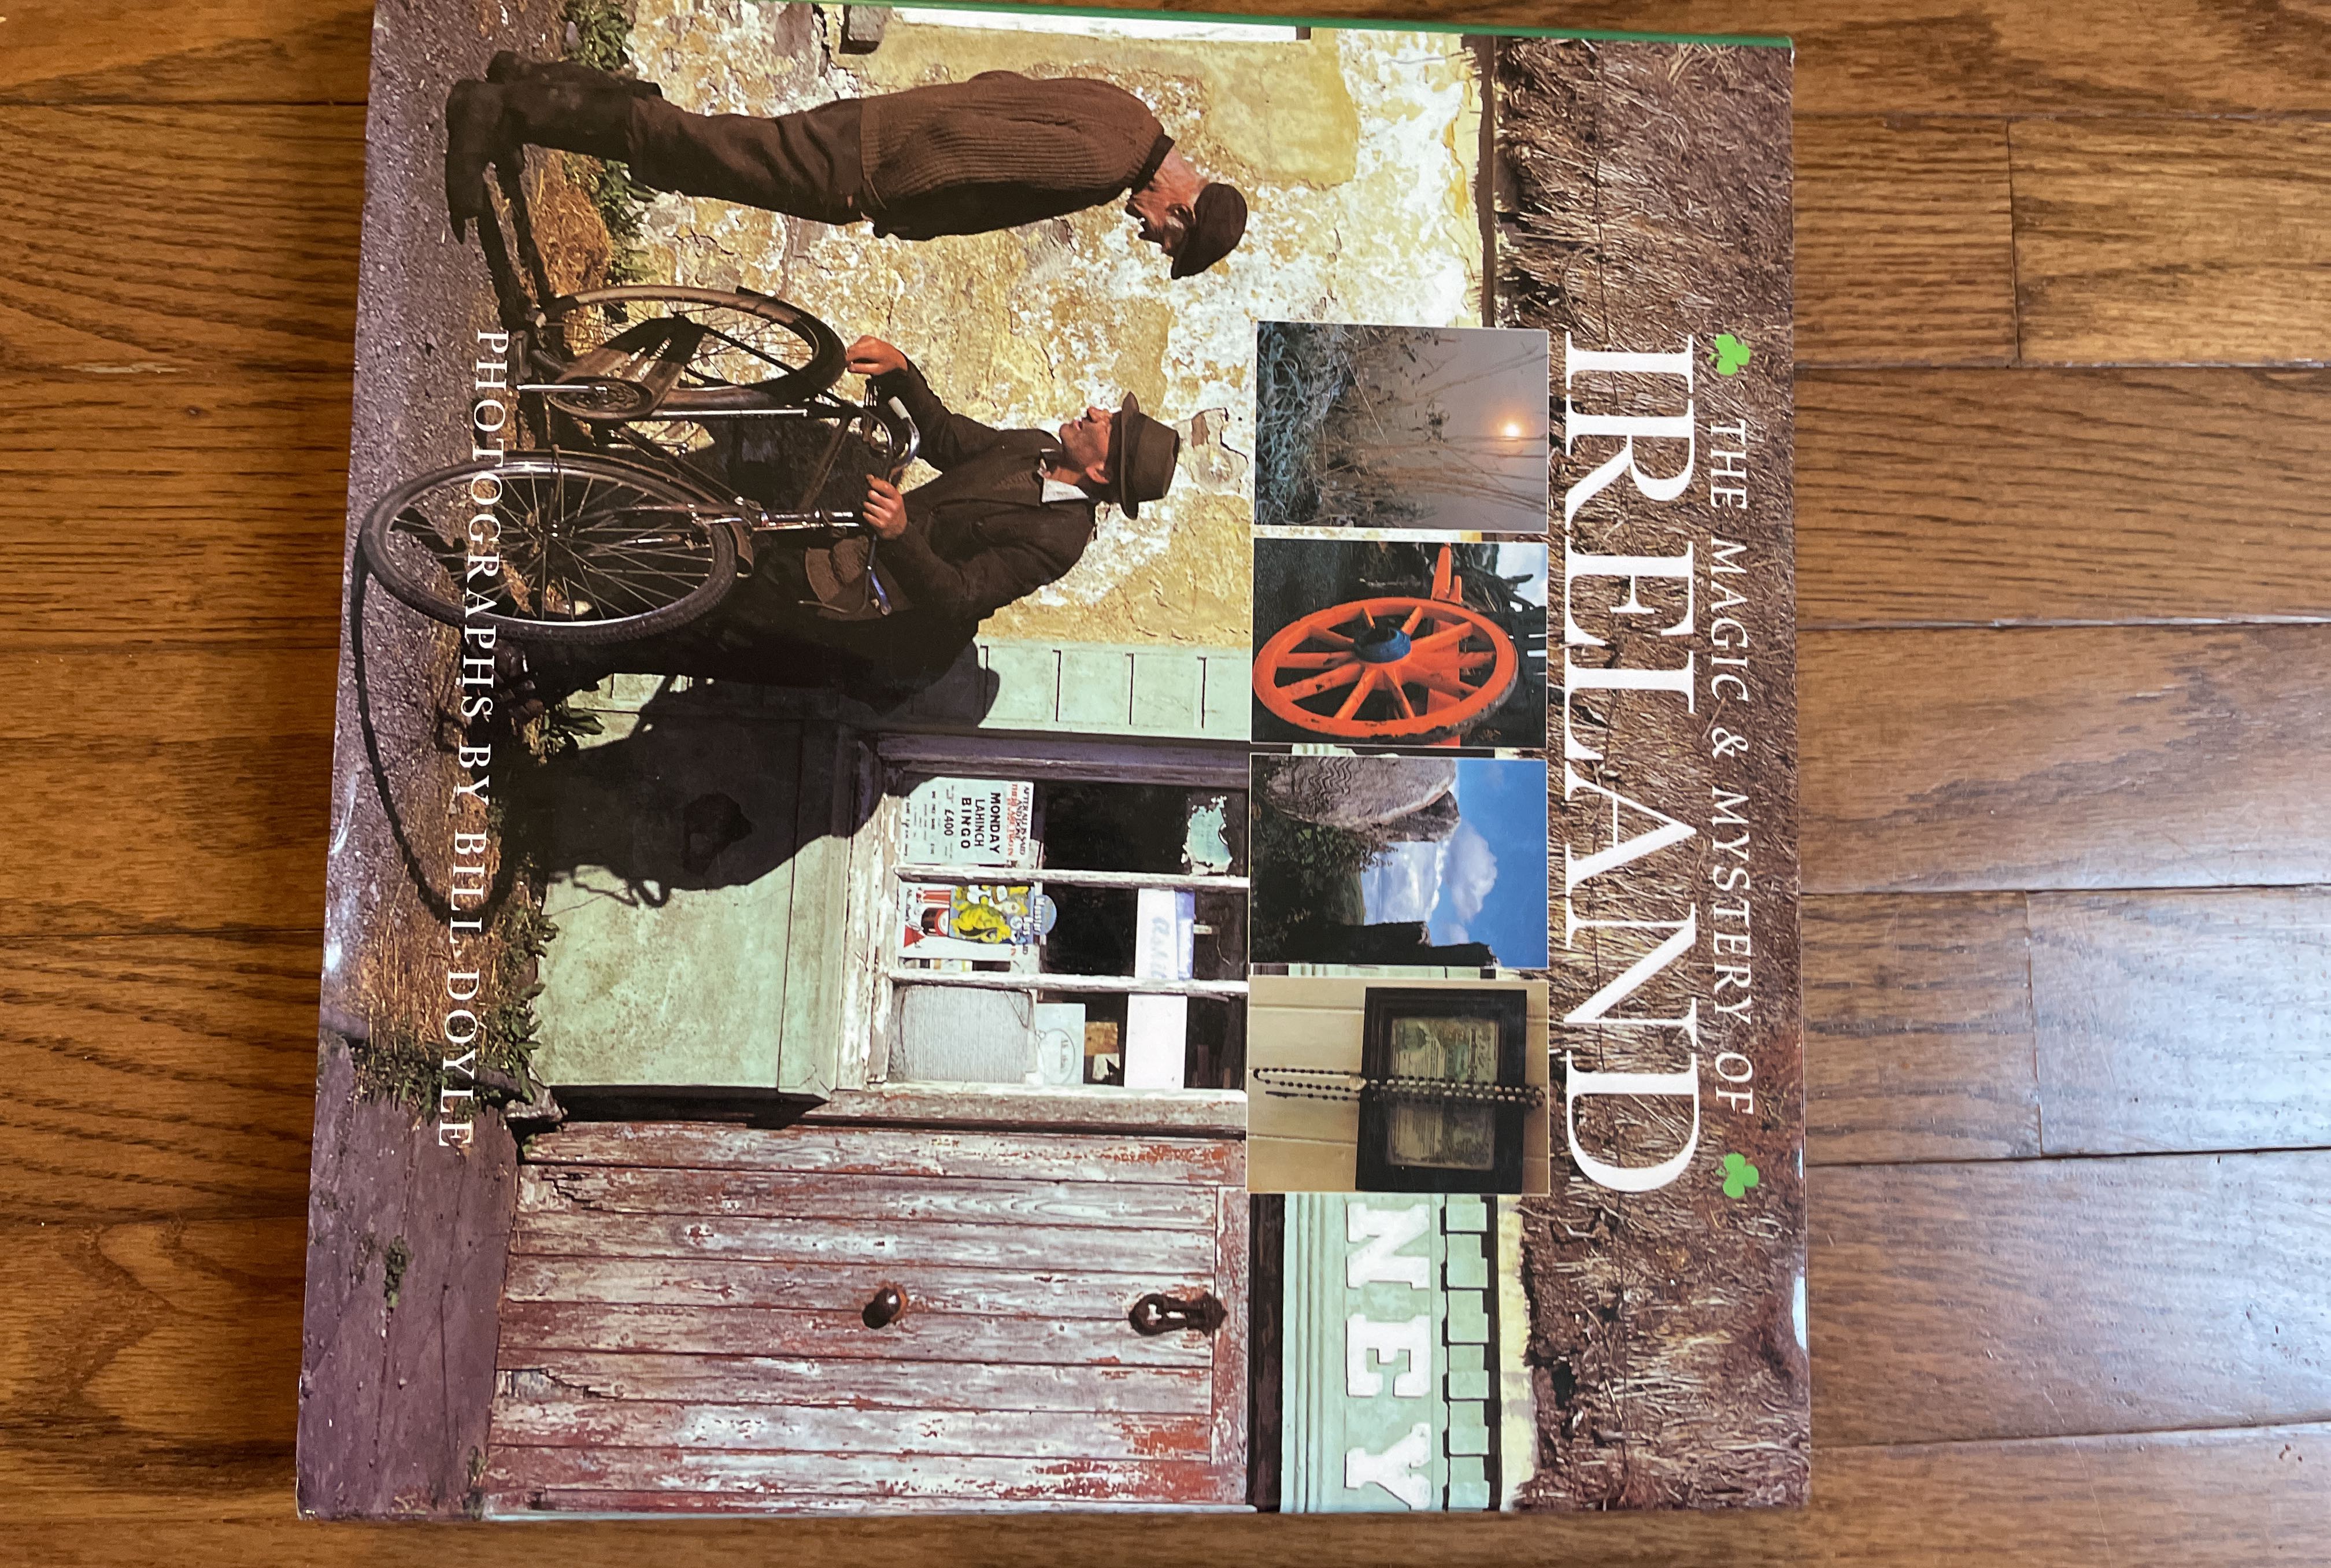 THE MAGIC & MYSTERY OF
IRELAND
NEY
MONDAY
LAHINCH
BINGO
£400
PHOTOGRAPHS BY BILL DOYLE